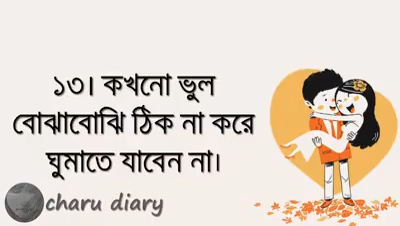 ১৩। কখনো ভুল
বোঝাবোঝি ঠিক না করে
ঘুমাতে যাবেন না।
charu diary